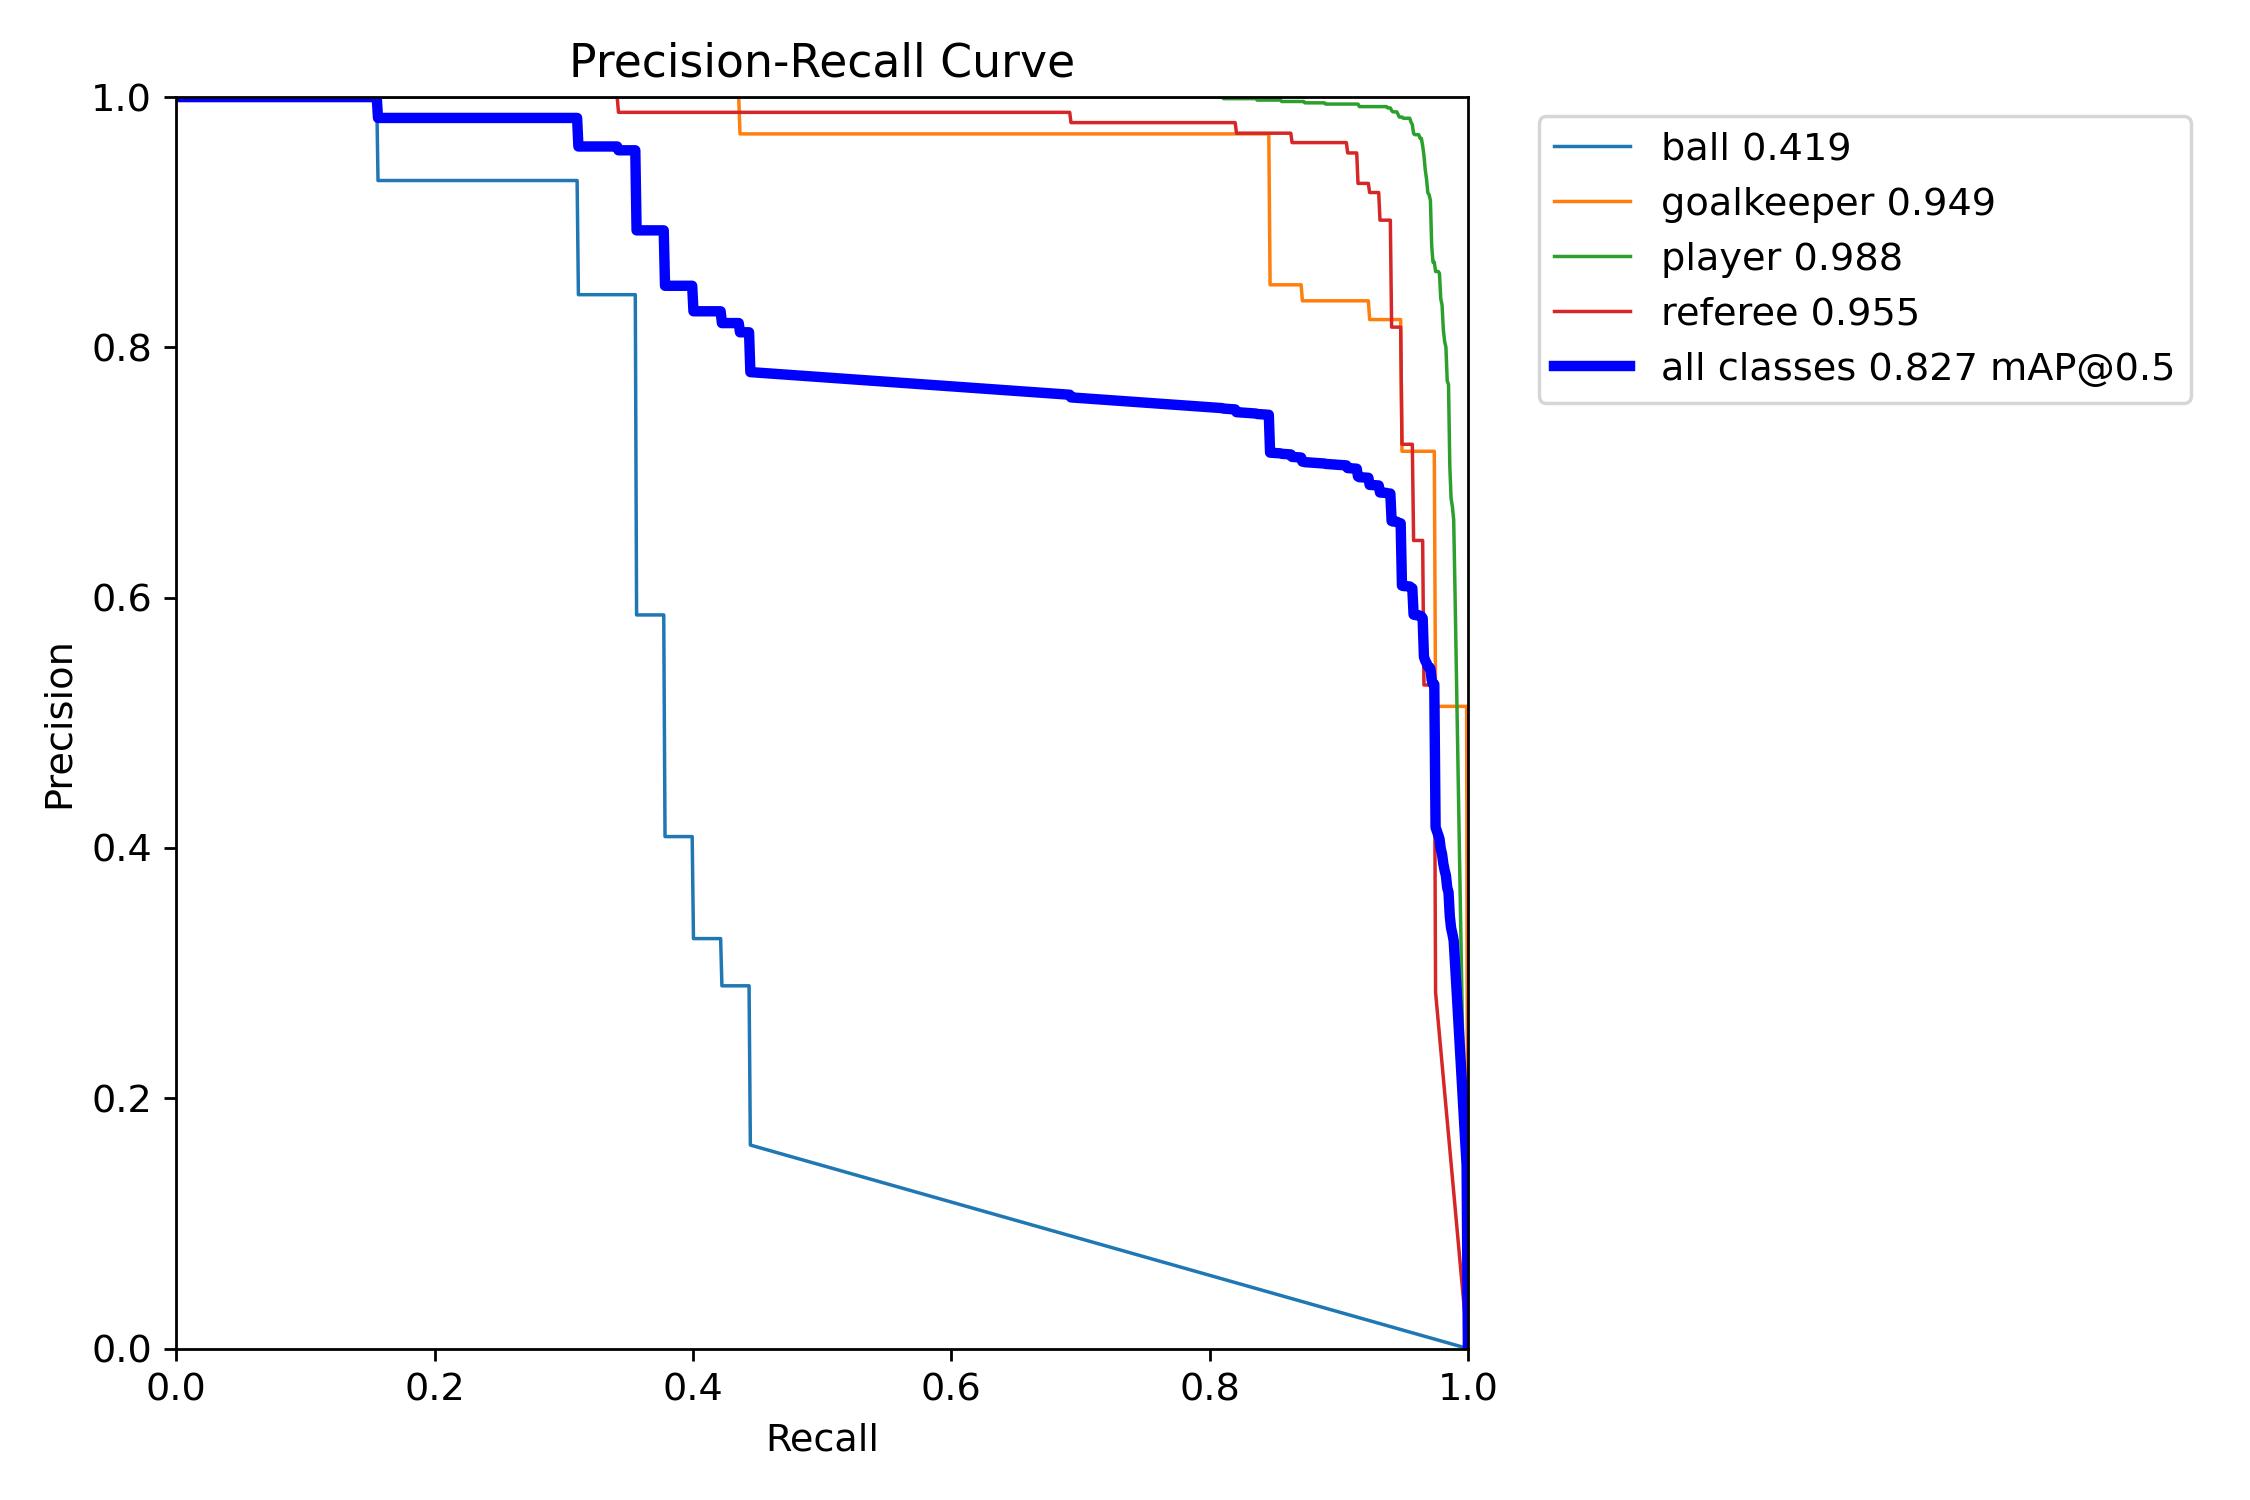 Precision-Recall Curve
1.0
0.8
0.6
0.4
0.2
0.0
Precision
0.0 0.2 0.4 0.6 0.8 1.0
Recall
ball 0.419
goalkeeper 0.949
player 0.988
referee 0.955
all classes 0.827 mAP@0.5